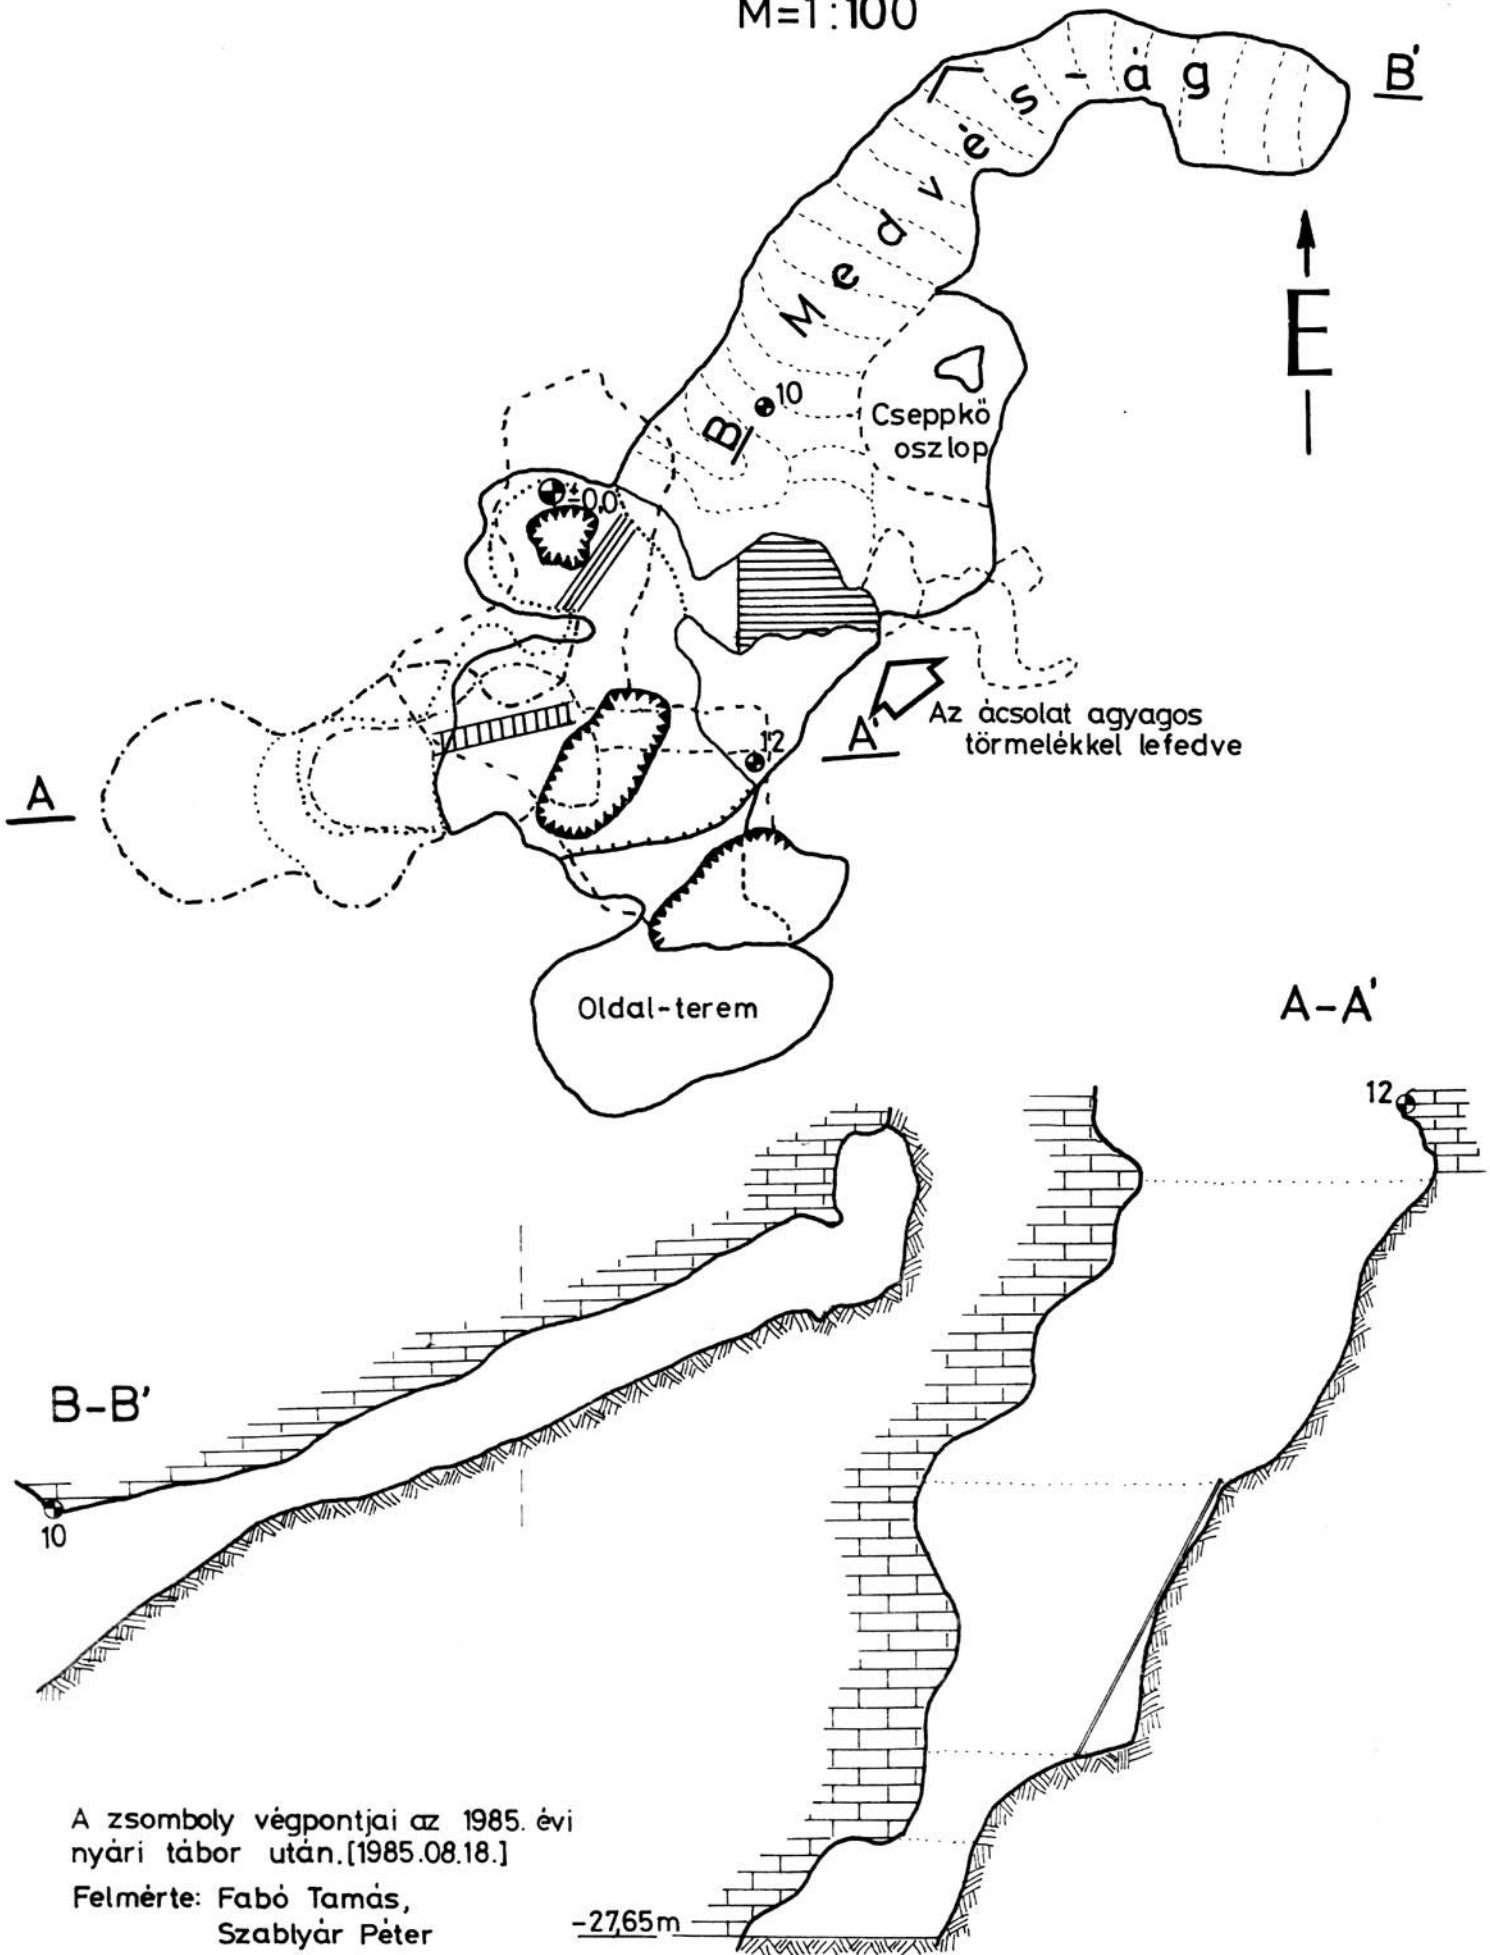 M=1:100
Medvés-ág
B'
E
10
B
Cseppkő
oszlop
±0,0
12
A'
Az ácsolat agyagos
törmelékkel lefedve
A
Oldal-terem
A-A'
12
B-B'
10
A zsomboly végpontjai az 1985. évi
nyári tábor után.[1985.08.18.]
Felmérte: Fabó Tamás,
Szablyár Péter
-27,65m